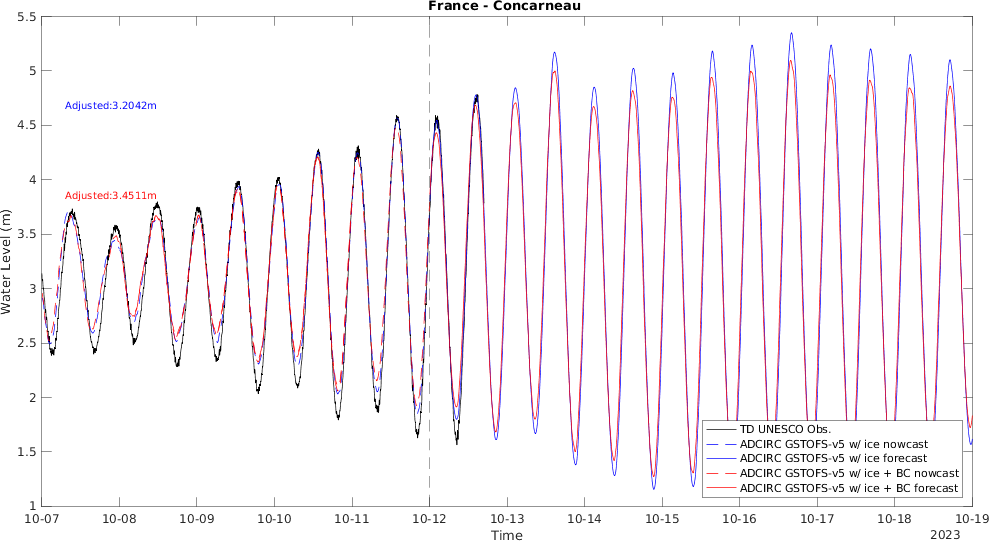 France - Concarneau
5.5
5
4.5
4
3.5
3
2.5
2
1.5
1
Water Level (m)
Adjusted:3.2042m
Adjusted:3.4511m
TD UNESCO Obs.
ADCIRC GSTOFS-v5 w/ ice nowcast
ADCIRC GSTOFS-v5 w/ ice forecast
ADCIRC GSTOFS-v5 w/ ice + BC nowcast
ADCIRC GSTOFS-v5 w/ ice + BC forecast
10-07 10-08 10-09 10-10 10-11 10-12 10-13 10-14 10-15 10-16 10-17 10-18 10-19
Time
2023